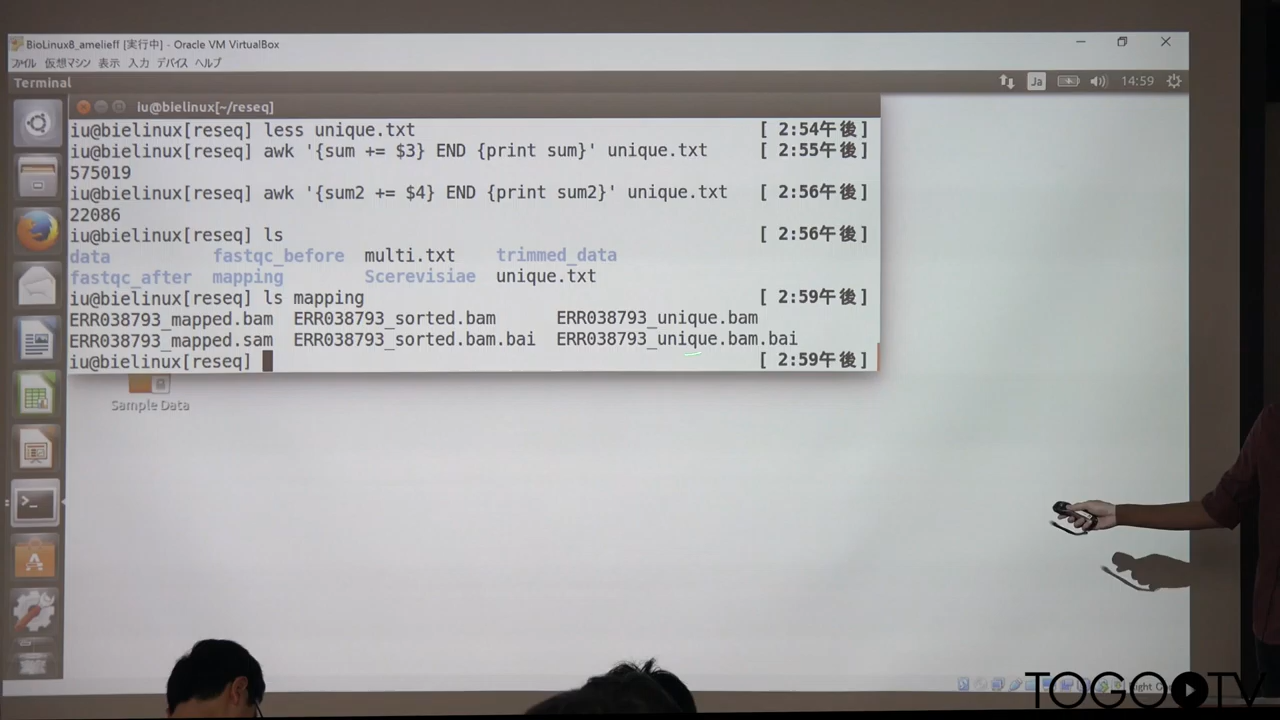 BioLinux8_amelieff [実行中] - Oracle VM VirtualBox
ファイル 仮想マシン 表示 入力 デバイス ヘルプ
Terminal Ja 14:59
iu@bielinux[~/reseq]
iu@bielinux[reseq] less unique.txt [ 2:54午後]
iu@bielinux[reseq] awk '{sum += $3} END {print sum}' unique.txt [ 2:55午後]
575019
iu@bielinux[reseq] awk '{sum2 += $4} END {print sum2}' unique.txt [ 2:56午後]
22086
iu@bielinux[reseq] ls [ 2:56午後]
data fastqc_before multi.txt trimmed_data
fastqc_after mapping Scerevisiae unique.txt
iu@bielinux[reseq] ls mapping [ 2:59午後]
ERR038793_mapped.bam ERR038793_sorted.bam ERR038793_unique.bam
ERR038793_mapped.sam ERR038793_sorted.bam.bai ERR038793_unique.bam.bai
iu@bielinux[reseq] [ 2:59午後]
Sample Data
Right
TOGOTV